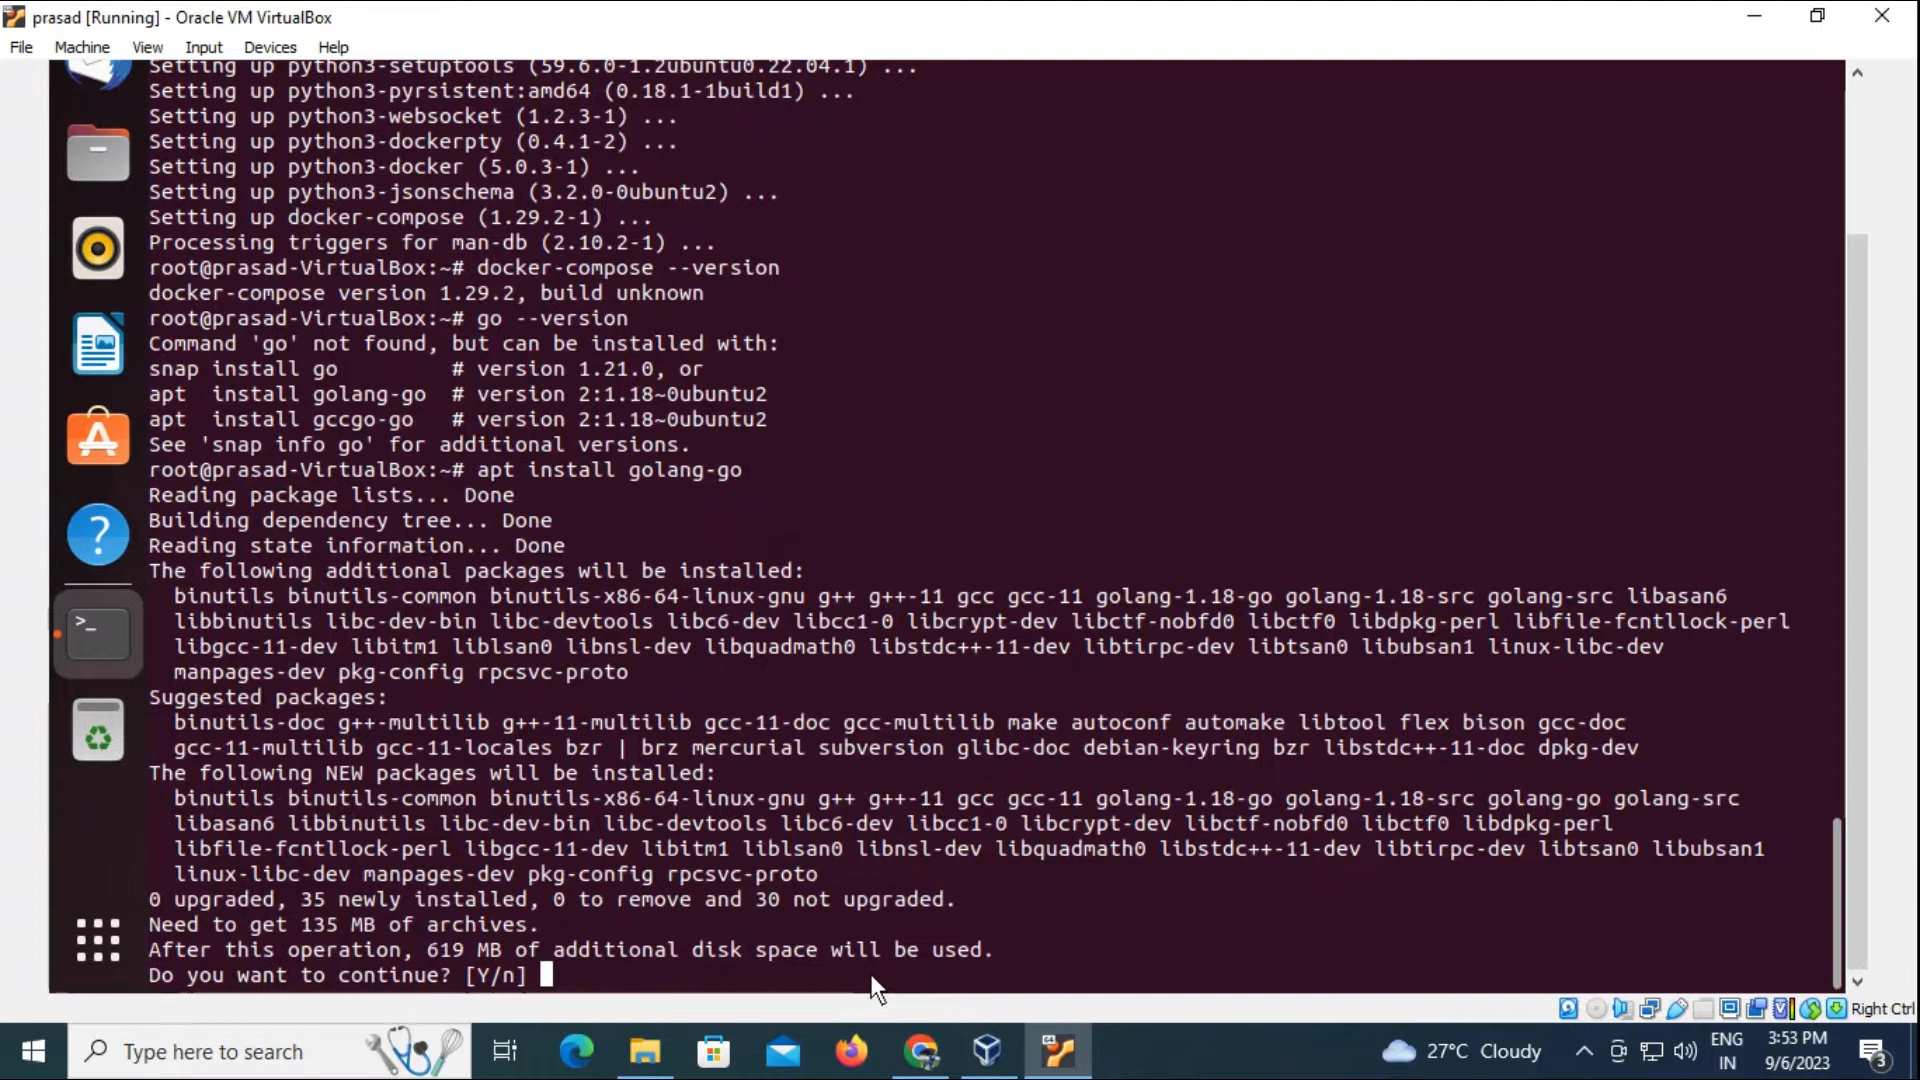 prasad [Running] - Oracle VM VirtualBox
File Machine View Input Devices Help
Setting up python3-setuptools (59.6.0-1.2ubuntu0.22.04.1) ...
Setting up python3-pyrsistent:amd64 (0.18.1-1build1) ...
Setting up python3-websocket (1.2.3-1) ...
Setting up python3-dockerpty (0.4.1-2) ...
Setting up python3-docker (5.0.3-1) ...
Setting up python3-jsonschema (3.2.0-0ubuntu2) ...
Setting up docker-compose (1.29.2-1) ...
Processing triggers for man-db (2.10.2-1) ...
root@prasad-VirtualBox:~# docker-compose --version
docker-compose version 1.29.2, build unknown
root@prasad-VirtualBox:~# go --version
Command 'go' not found, but can be installed with:
snap install go         # version 1.21.0, or
apt  install golang-go  # version 2:1.18~0ubuntu2
apt  install gccgo-go   # version 2:1.18~0ubuntu2
See 'snap info go' for additional versions.
root@prasad-VirtualBox:~# apt install golang-go
Reading package lists... Done
Building dependency tree... Done
Reading state information... Done
The following additional packages will be installed:
binutils binutils-common binutils-x86-64-linux-gnu g++ g++-11 gcc gcc-11 golang-1.18-go golang-1.18-src golang-src libasan6
libbinutils libc-dev-bin libc-devtools libc6-dev libcc1-0 libcrypt-dev libctf-nobfd0 libctf0 libdpkg-perl libfile-fcntllock-perl
libgcc-11-dev libitm1 liblsan0 libnsl-dev libquadmath0 libstdc++-11-dev libtirpc-dev libtsan0 libubsan1 linux-libc-dev
manpages-dev pkg-config rpcsvc-proto
Suggested packages:
binutils-doc g++-multilib g++-11-multilib gcc-11-doc gcc-multilib make autoconf automake libtool flex bison gcc-doc
gcc-11-multilib gcc-11-locales bzr | brz mercurial subversion glibc-doc debian-keyring bzr libstdc++-11-doc dpkg-dev
The following NEW packages will be installed:
binutils binutils-common binutils-x86-64-linux-gnu g++ g++-11 gcc gcc-11 golang-1.18-go golang-1.18-src golang-go golang-src
libasan6 libbinutils libc-dev-bin libc-devtools libc6-dev libcc1-0 libcrypt-dev libctf-nobfd0 libctf0 libdpkg-perl
libfile-fcntllock-perl libgcc-11-dev libitm1 liblsan0 libnsl-dev libquadmath0 libstdc++-11-dev libtirpc-dev libtsan0 libubsan1
linux-libc-dev manpages-dev pkg-config rpcsvc-proto
0 upgraded, 35 newly installed, 0 to remove and 30 not upgraded.
Need to get 135 MB of archives.
After this operation, 619 MB of additional disk space will be used.
Do you want to continue? [Y/n]
Right Ctrl
Type here to search
27°C Cloudy
ENG
IN
3:53 PM
9/6/2023
3